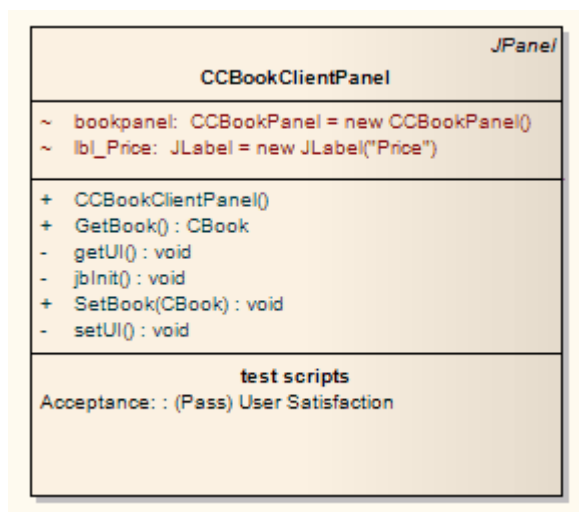 JPanel
CCBookClientPanel
~ bookpanel: CCBookPanel = new CCBookPanel()
~ lbl_Price: JLabel = new JLabel("Price")
+ CCBookClientPanel()
+ GetBook() : CBook
- getUI() : void
- jbInit() : void
+ SetBook(CBook) : void
- setUI() : void
test scripts
Acceptance: : (Pass) User Satisfaction